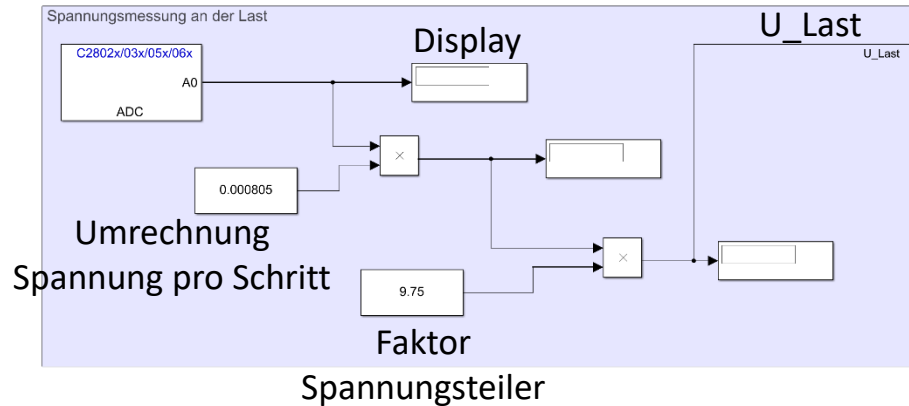 Spannungsmessung an der Last
C2802x/03x/05x/06x
A0
ADC
Display
U_Last
U_Last
×
0.000805
Umrechnung
Spannung pro Schritt
×
9.75
Faktor
Spannungsteiler